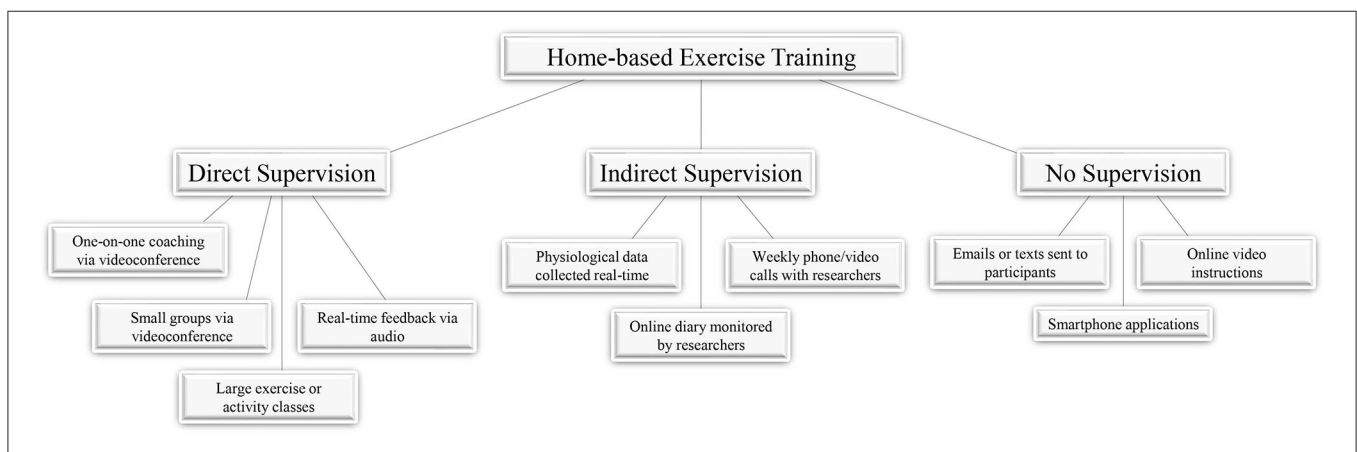 Home-based Exercise Training
Direct Supervision
Indirect Supervision
No Supervision
One-on-one coaching
via videoconference
Small groups via
videoconference
Large exercise or
activity classes
Real-time feedback via
audio
Physiological data
collected real-time
Online diary monitored
by researchers
Weekly phone/video
calls with researchers
Emails or texts sent to
participants
Smartphone applications
Online video
instructions